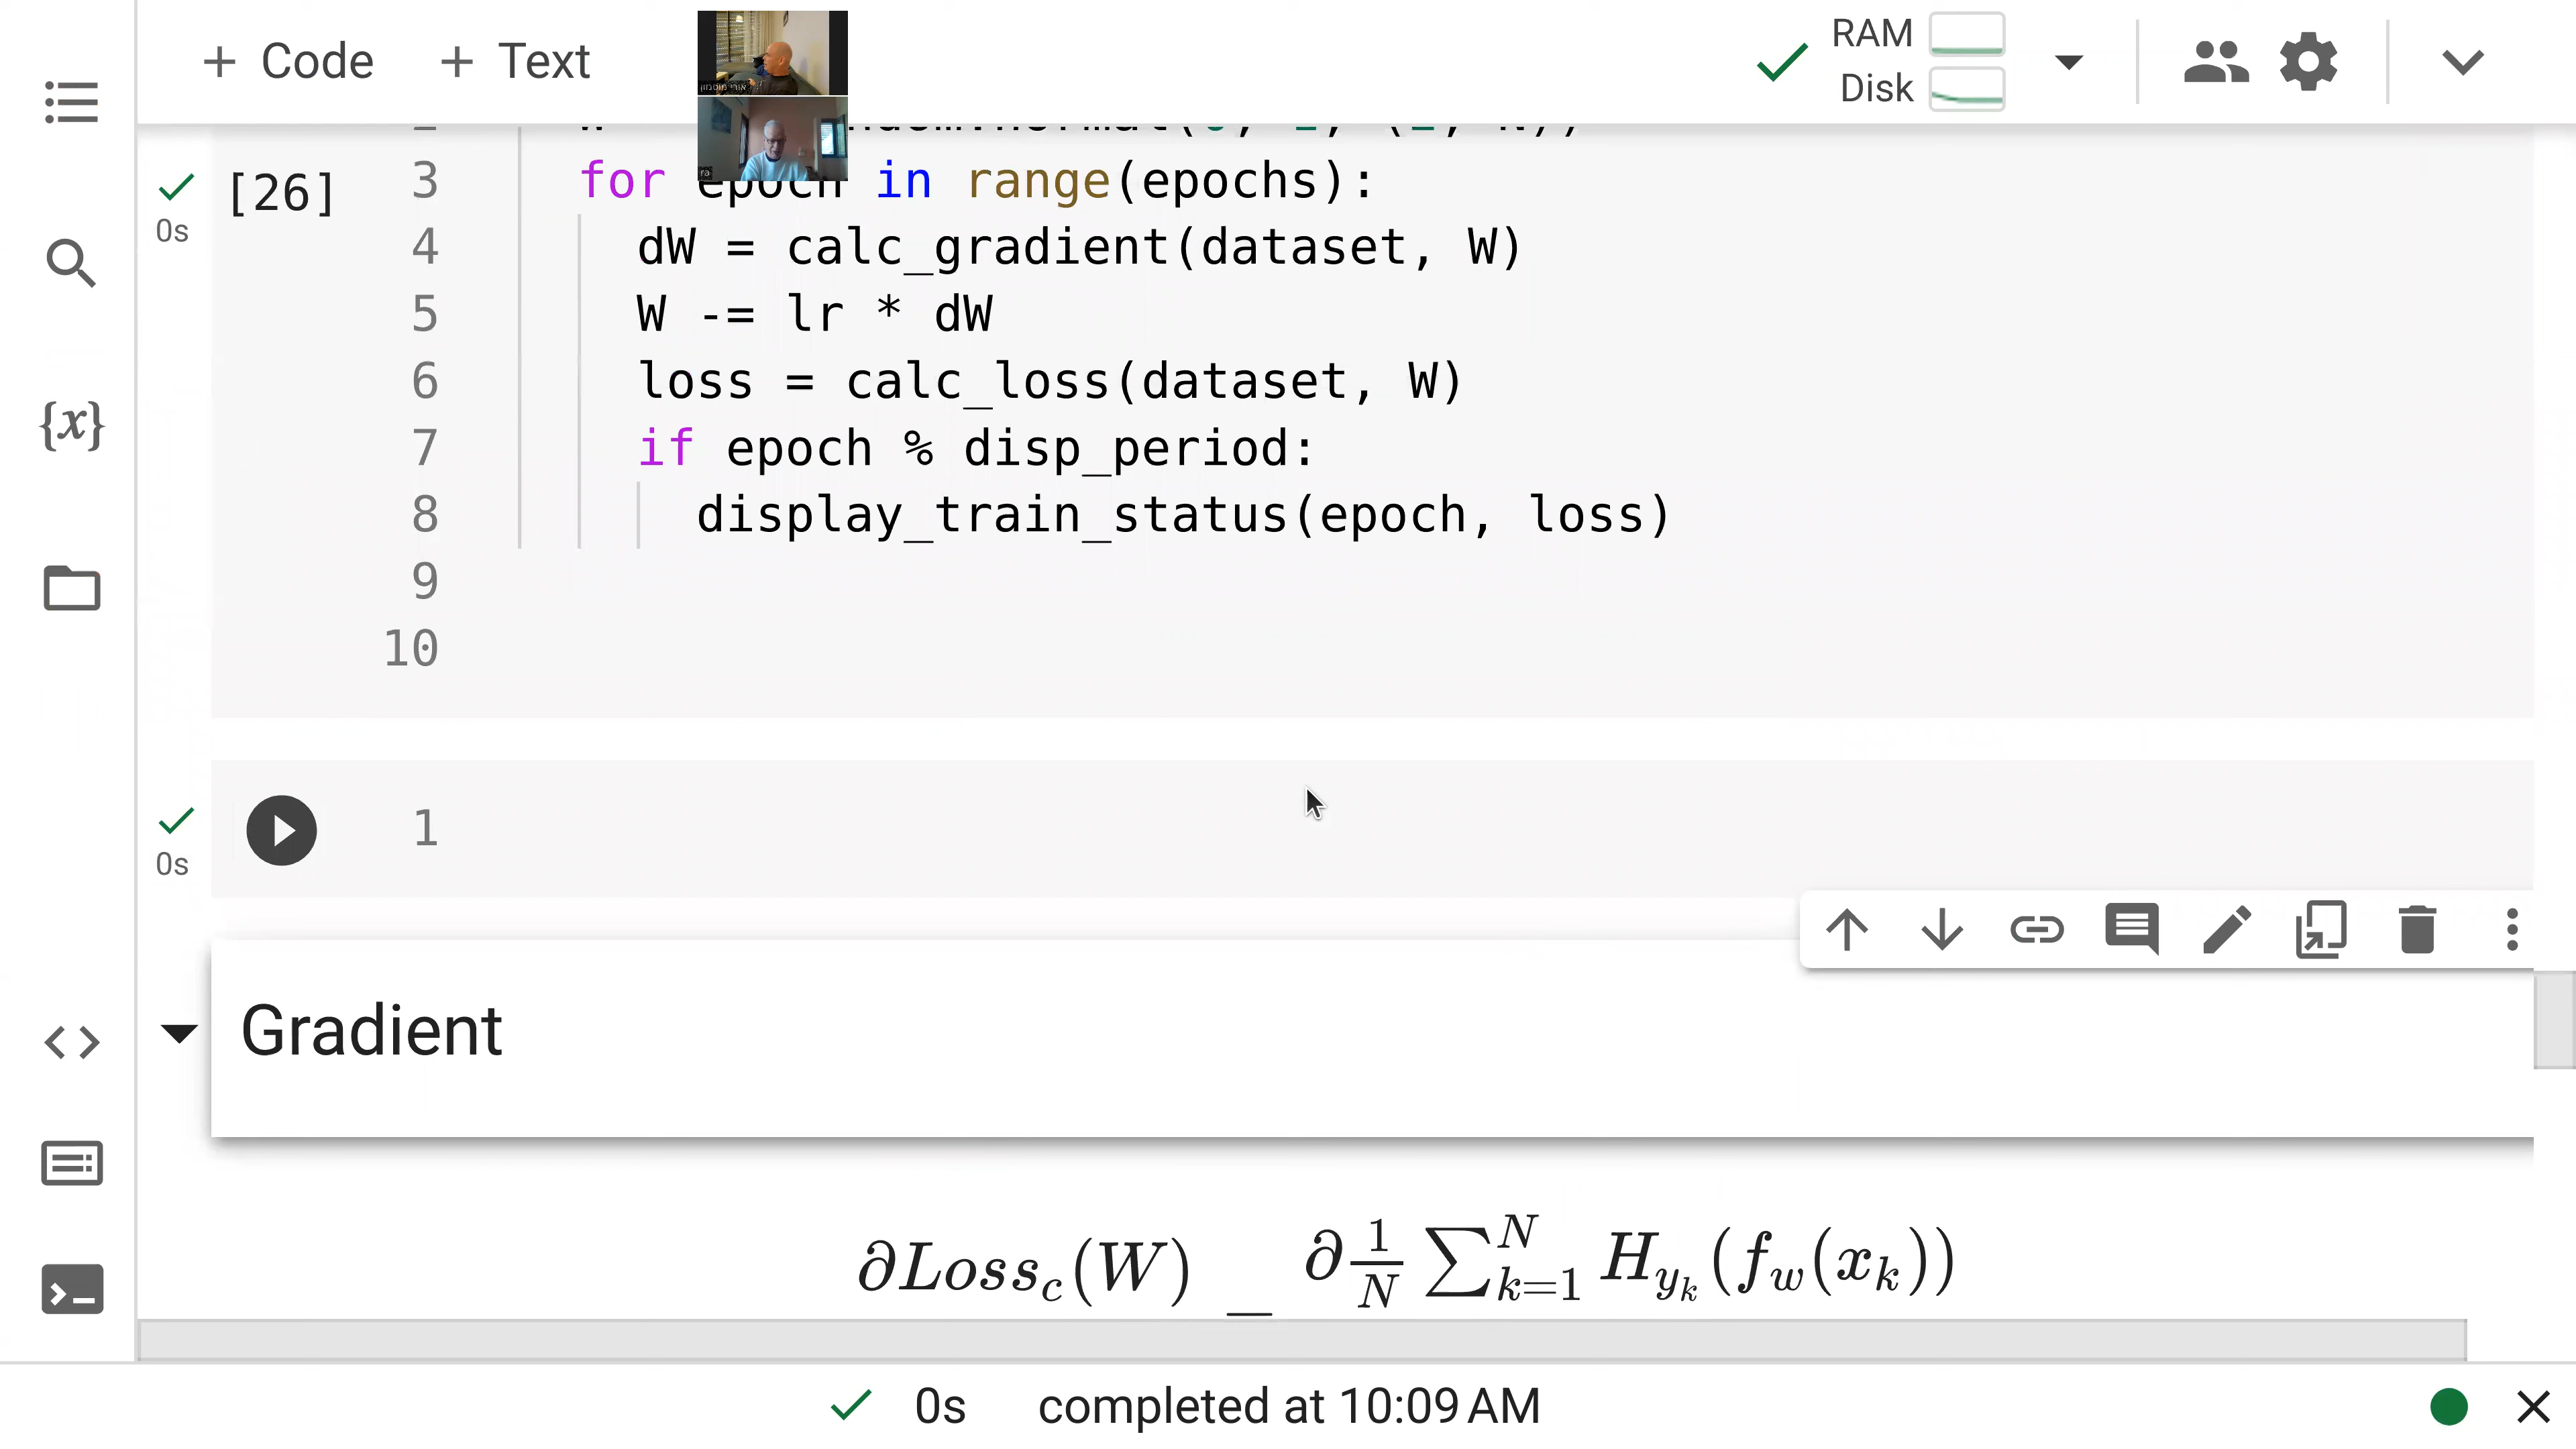 + Code + Text
RAM
Disk
3 for epoch in range(epochs):
[26]
0s
4 dW = calc_gradient(dataset, W)
5 W -= lr * dW
6 loss = calc_loss(dataset, W)
7 if epoch % disp_period:
8 display_train_status(epoch, loss)
9
10
1
0s
Gradient
∂Loss_c(W) ∂ 1/N ∑_{k=1}^{N} H_{y_k}(f_w(x_k))
0s completed at 10:09 AM